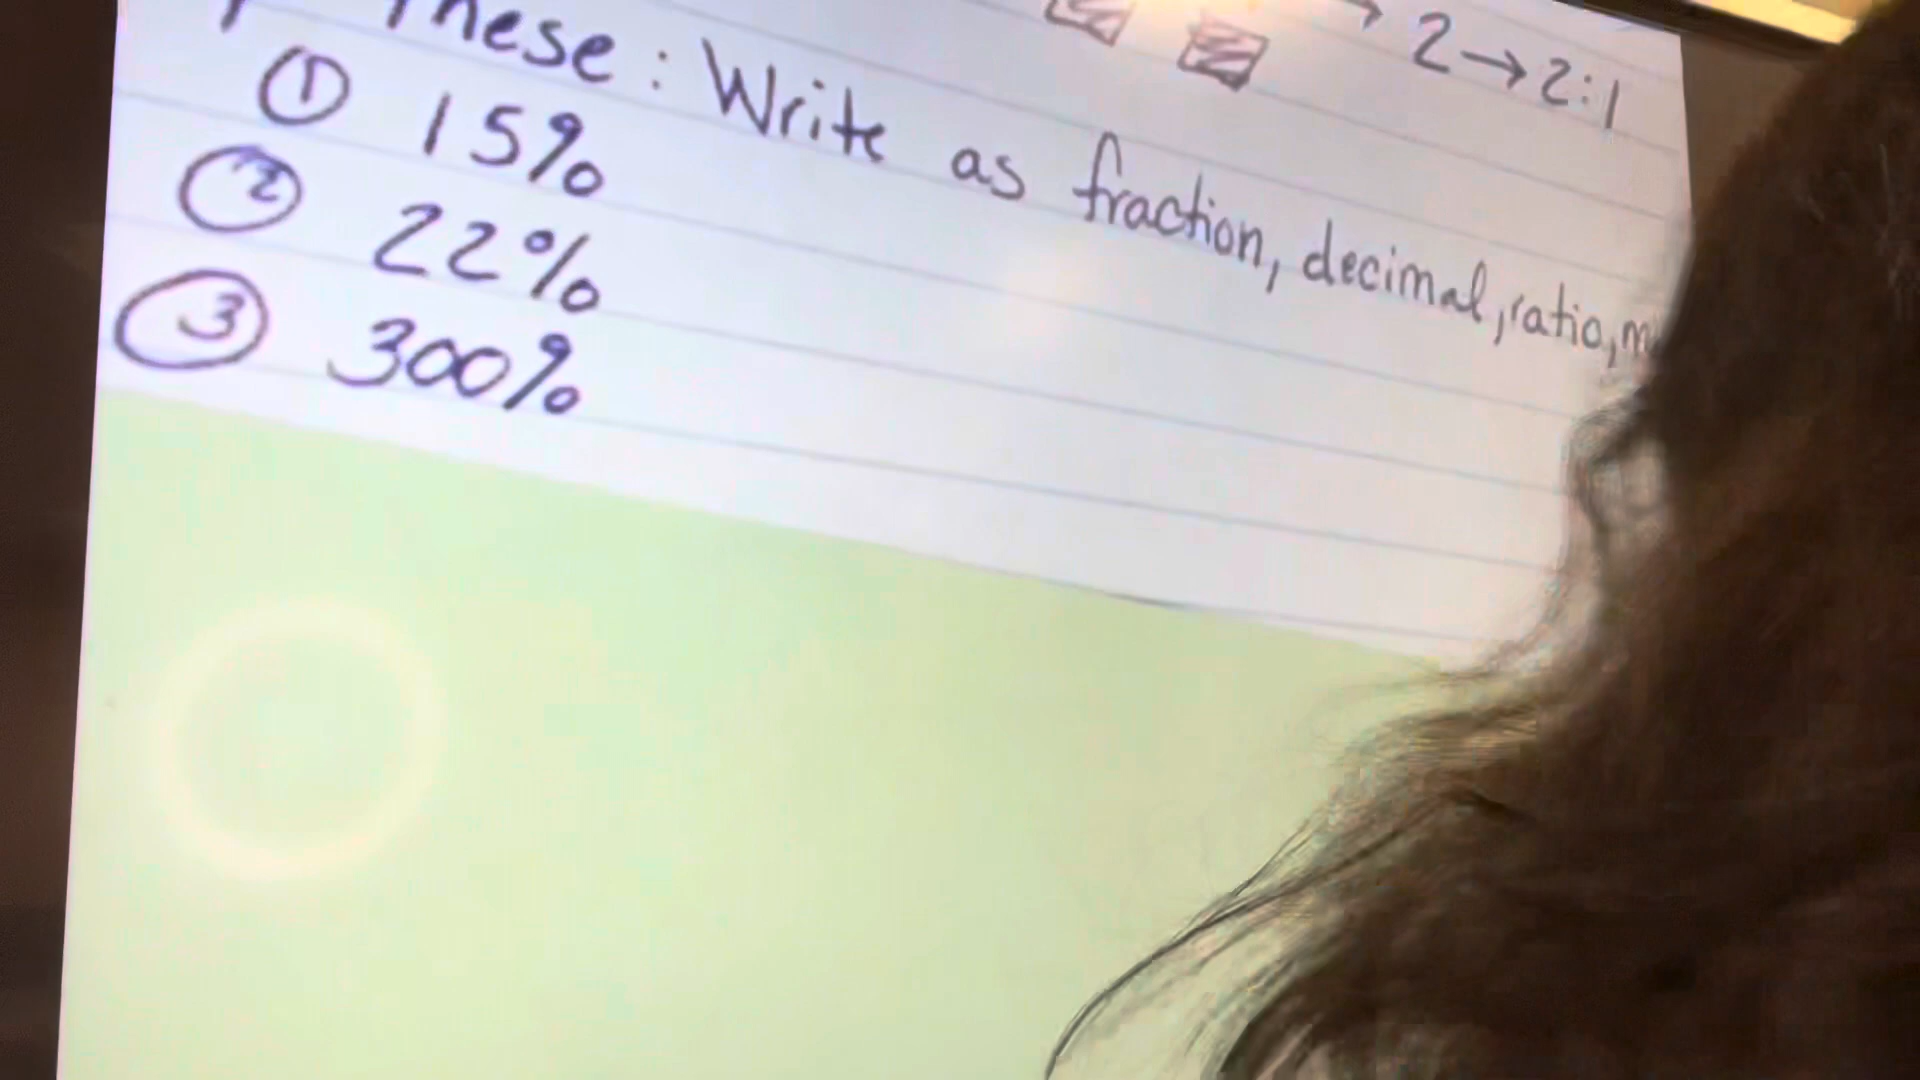 2→2:1
These: Write as fraction, decimal, ratio,
① 15%
② 22%
③ 300%